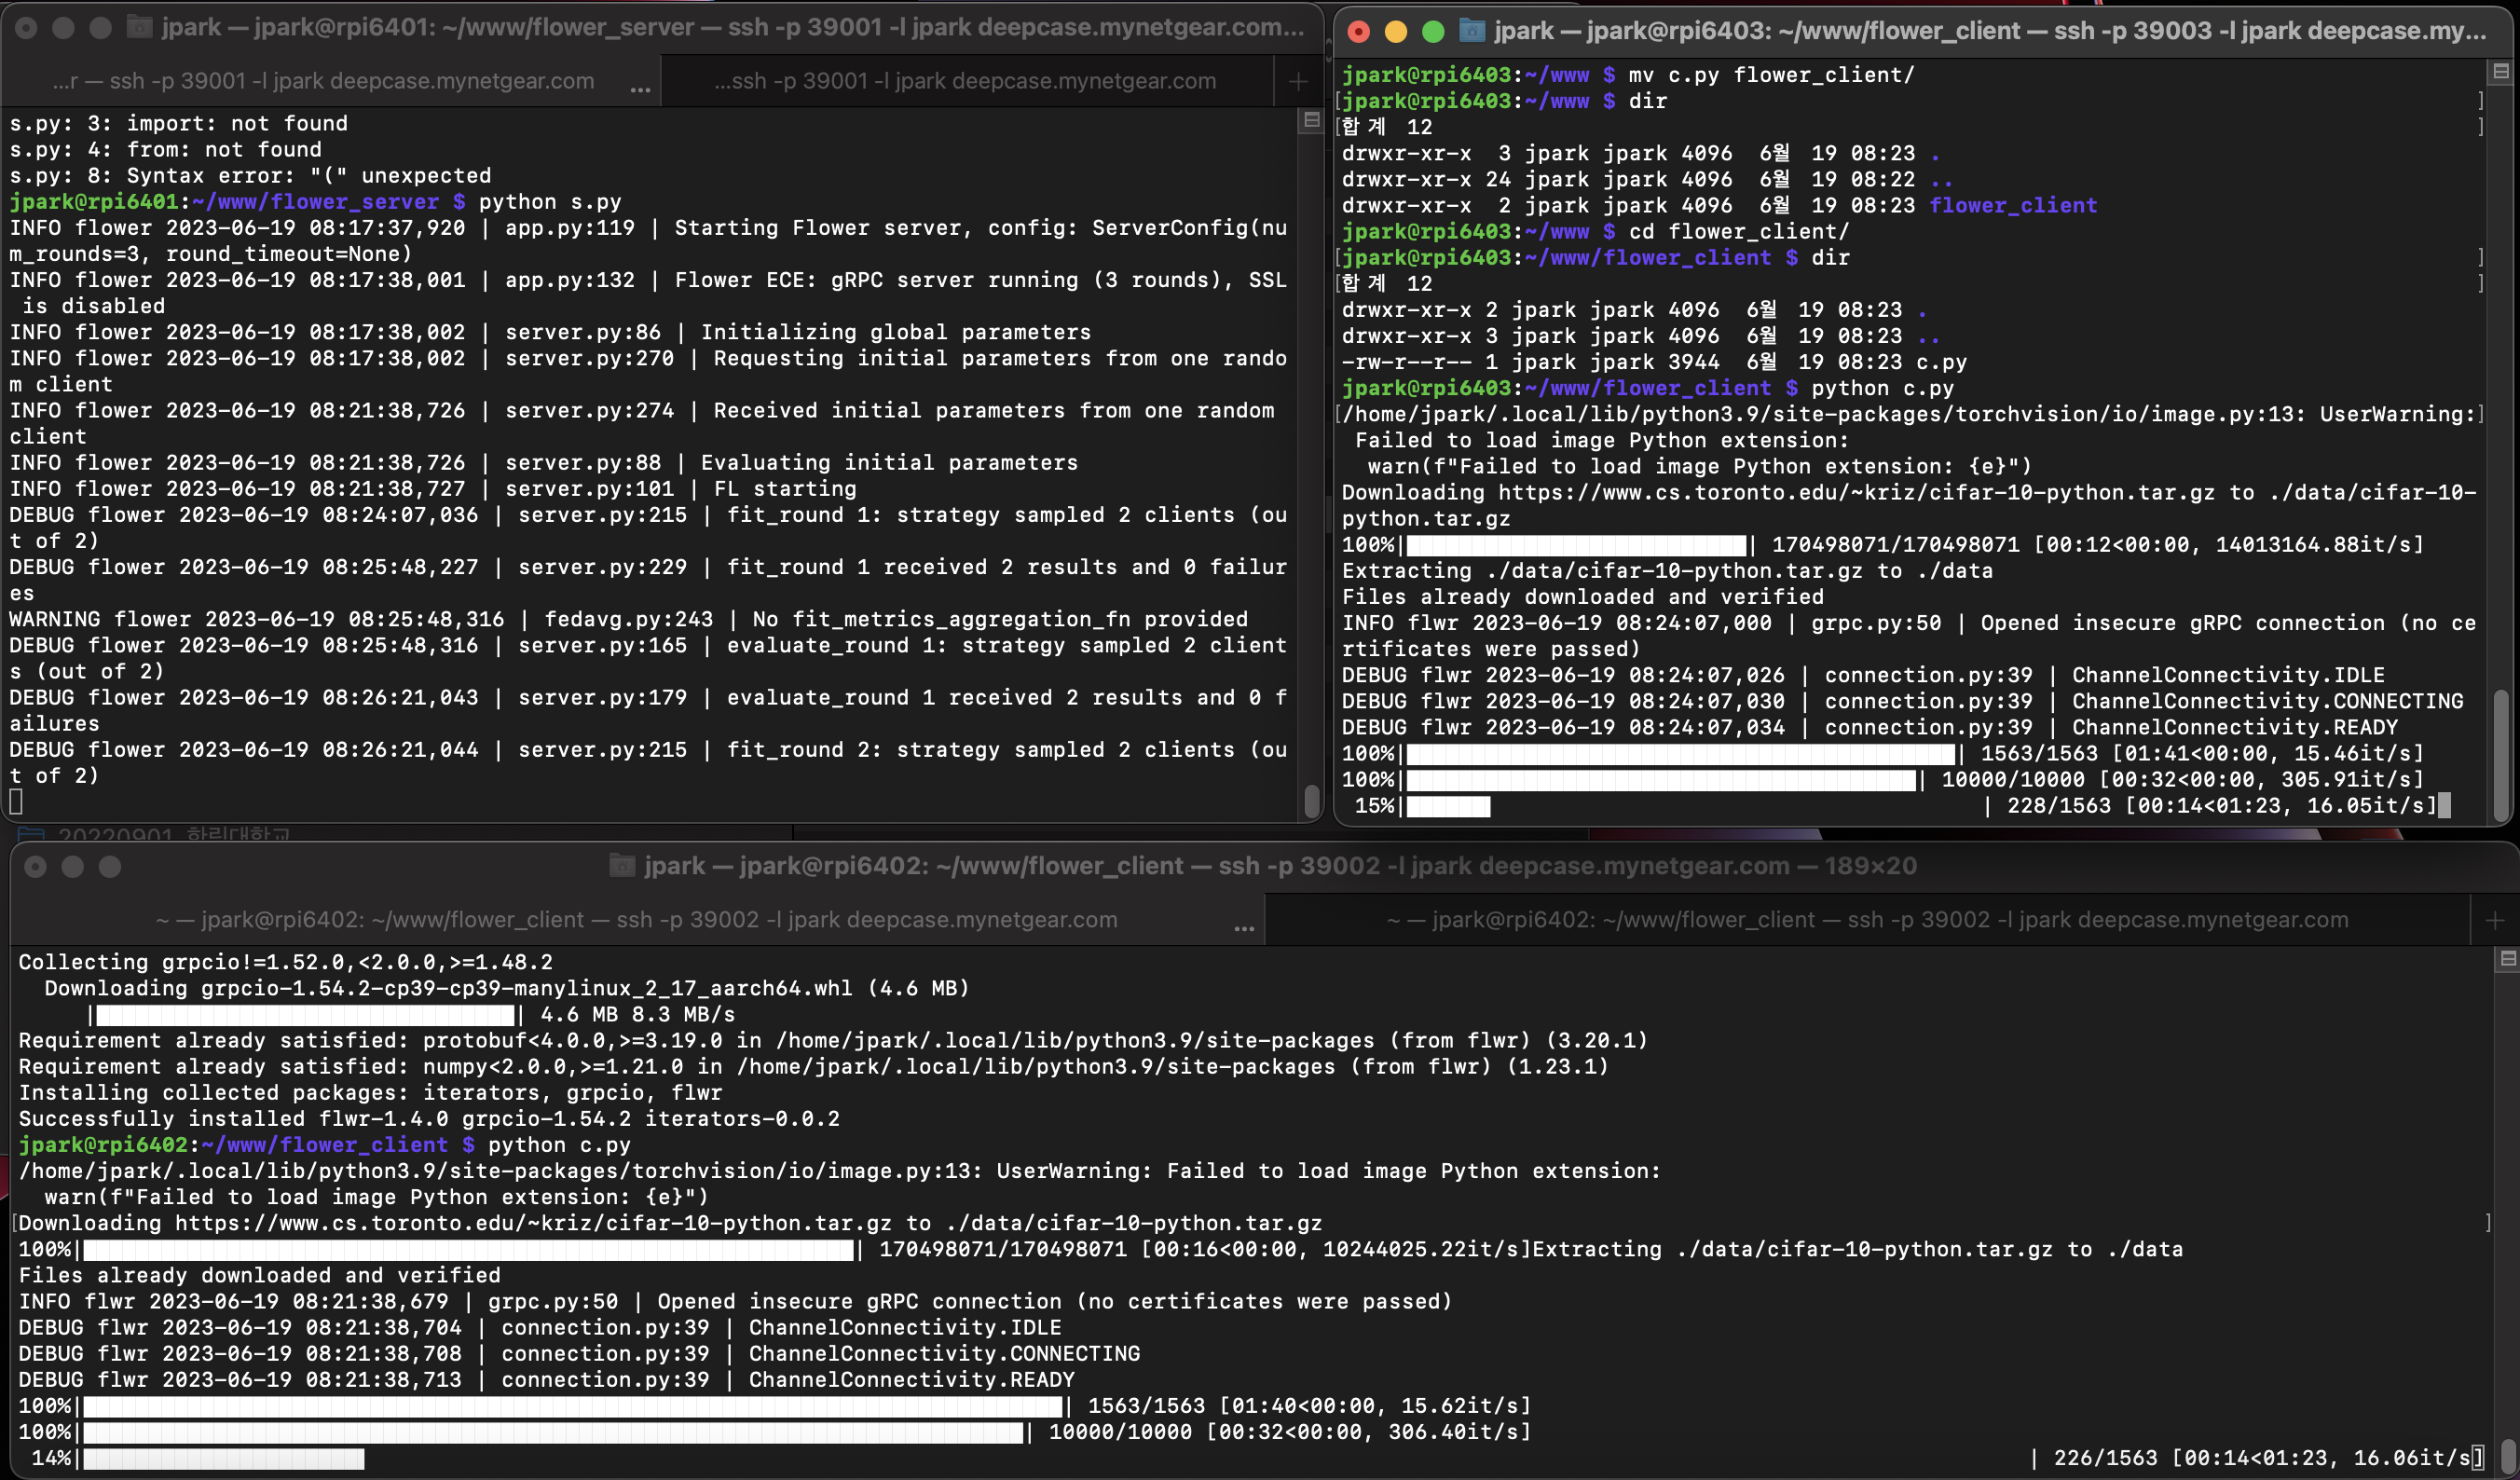 jpark — jpark@rpi6401: ~/www/flower_server — ssh -p 39001 -l jpark deepcase.mynetgear.com...
...r — ssh -p 39001 -l jpark deepcase.mynetgear.com ...
...ssh -p 39001 -l jpark deepcase.mynetgear.com +
s.py: 3: import: not found
s.py: 4: from: not found
s.py: 8: Syntax error: "(" unexpected
jpark@rpi6401:~/www/flower_server $ python s.py
INFO flower 2023-06-19 08:17:37,920 | app.py:119 | Starting Flower server, config: ServerConfig(nu
m_rounds=3, round_timeout=None)
INFO flower 2023-06-19 08:17:38,001 | app.py:132 | Flower ECE: gRPC server running (3 rounds), SSL
is disabled
INFO flower 2023-06-19 08:17:38,002 | server.py:86 | Initializing global parameters
INFO flower 2023-06-19 08:17:38,002 | server.py:270 | Requesting initial parameters from one rando
m client
INFO flower 2023-06-19 08:21:38,726 | server.py:274 | Received initial parameters from one random
client
INFO flower 2023-06-19 08:21:38,726 | server.py:88 | Evaluating initial parameters
INFO flower 2023-06-19 08:21:38,727 | server.py:101 | FL starting
DEBUG flower 2023-06-19 08:24:07,036 | server.py:215 | fit_round 1: strategy sampled 2 clients (ou
t of 2)
DEBUG flower 2023-06-19 08:25:48,227 | server.py:229 | fit_round 1 received 2 results and 0 failur
es
WARNING flower 2023-06-19 08:25:48,316 | fedavg.py:243 | No fit_metrics_aggregation_fn provided
DEBUG flower 2023-06-19 08:25:48,316 | server.py:165 | evaluate_round 1: strategy sampled 2 client
s (out of 2)
DEBUG flower 2023-06-19 08:26:21,043 | server.py:179 | evaluate_round 1 received 2 results and 0 f
ailures
DEBUG flower 2023-06-19 08:26:21,044 | server.py:215 | fit_round 2: strategy sampled 2 clients (ou
t of 2)
jpark — jpark@rpi6403: ~/www/flower_client — ssh -p 39003 -l jpark deepcase.my...
jpark@rpi6403:~/www $ mv c.py flower_client/
[jpark@rpi6403:~/www $ dir ]
[합계 12 ]
drwxr-xr-x 3 jpark jpark 4096 6월 19 08:23 .
drwxr-xr-x 24 jpark jpark 4096 6월 19 08:22 ..
drwxr-xr-x 2 jpark jpark 4096 6월 19 08:23 flower_client
jpark@rpi6403:~/www $ cd flower_client/
[jpark@rpi6403:~/www/flower_client $ dir ]
[합계 12 ]
drwxr-xr-x 2 jpark jpark 4096 6월 19 08:23 .
drwxr-xr-x 3 jpark jpark 4096 6월 19 08:23 ..
-rw-r--r-- 1 jpark jpark 3944 6월 19 08:23 c.py
jpark@rpi6403:~/www/flower_client $ python c.py
[/home/jpark/.local/lib/python3.9/site-packages/torchvision/io/image.py:13: UserWarning:]
Failed to load image Python extension:
warn(f"Failed to load image Python extension: {e}")
Downloading https://www.cs.toronto.edu/~kriz/cifar-10-python.tar.gz to ./data/cifar-10-
python.tar.gz
100%| | 170498071/170498071 [00:12<00:00, 14013164.88it/s]
Extracting ./data/cifar-10-python.tar.gz to ./data
Files already downloaded and verified
INFO flwr 2023-06-19 08:24:07,000 | grpc.py:50 | Opened insecure gRPC connection (no ce
rtificates were passed)
DEBUG flwr 2023-06-19 08:24:07,026 | connection.py:39 | ChannelConnectivity.IDLE
DEBUG flwr 2023-06-19 08:24:07,030 | connection.py:39 | ChannelConnectivity.CONNECTING
DEBUG flwr 2023-06-19 08:24:07,034 | connection.py:39 | ChannelConnectivity.READY
100%| | 1563/1563 [01:41<00:00, 15.46it/s]
100%| | 10000/10000 [00:32<00:00, 305.91it/s]
15%| | 228/1563 [00:14<01:23, 16.05it/s]
20220901 한림대학교
jpark — jpark@rpi6402: ~/www/flower_client — ssh -p 39002 -l jpark deepcase.mynetgear.com — 189×20
~ — jpark@rpi6402: ~/www/flower_client — ssh -p 39002 -l jpark deepcase.mynetgear.com ...
~ — jpark@rpi6402: ~/www/flower_client — ssh -p 39002 -l jpark deepcase.mynetgear.com +
Collecting grpcio!=1.52.0,<2.0.0,>=1.48.2
Downloading grpcio-1.54.2-cp39-cp39-manylinux_2_17_aarch64.whl (4.6 MB)
| | 4.6 MB 8.3 MB/s
Requirement already satisfied: protobuf<4.0.0,>=3.19.0 in /home/jpark/.local/lib/python3.9/site-packages (from flwr) (3.20.1)
Requirement already satisfied: numpy<2.0.0,>=1.21.0 in /home/jpark/.local/lib/python3.9/site-packages (from flwr) (1.23.1)
Installing collected packages: iterators, grpcio, flwr
Successfully installed flwr-1.4.0 grpcio-1.54.2 iterators-0.0.2
jpark@rpi6402:~/www/flower_client $ python c.py
/home/jpark/.local/lib/python3.9/site-packages/torchvision/io/image.py:13: UserWarning: Failed to load image Python extension:
warn(f"Failed to load image Python extension: {e}")
[Downloading https://www.cs.toronto.edu/~kriz/cifar-10-python.tar.gz to ./data/cifar-10-python.tar.gz ]
100%| | 170498071/170498071 [00:16<00:00, 10244025.22it/s]Extracting ./data/cifar-10-python.tar.gz to ./data
Files already downloaded and verified
INFO flwr 2023-06-19 08:21:38,679 | grpc.py:50 | Opened insecure gRPC connection (no certificates were passed)
DEBUG flwr 2023-06-19 08:21:38,704 | connection.py:39 | ChannelConnectivity.IDLE
DEBUG flwr 2023-06-19 08:21:38,708 | connection.py:39 | ChannelConnectivity.CONNECTING
DEBUG flwr 2023-06-19 08:21:38,713 | connection.py:39 | ChannelConnectivity.READY
100%| | 1563/1563 [01:40<00:00, 15.62it/s]
100%| | 10000/10000 [00:32<00:00, 306.40it/s]
14%| | 226/1563 [00:14<01:23, 16.06it/s]